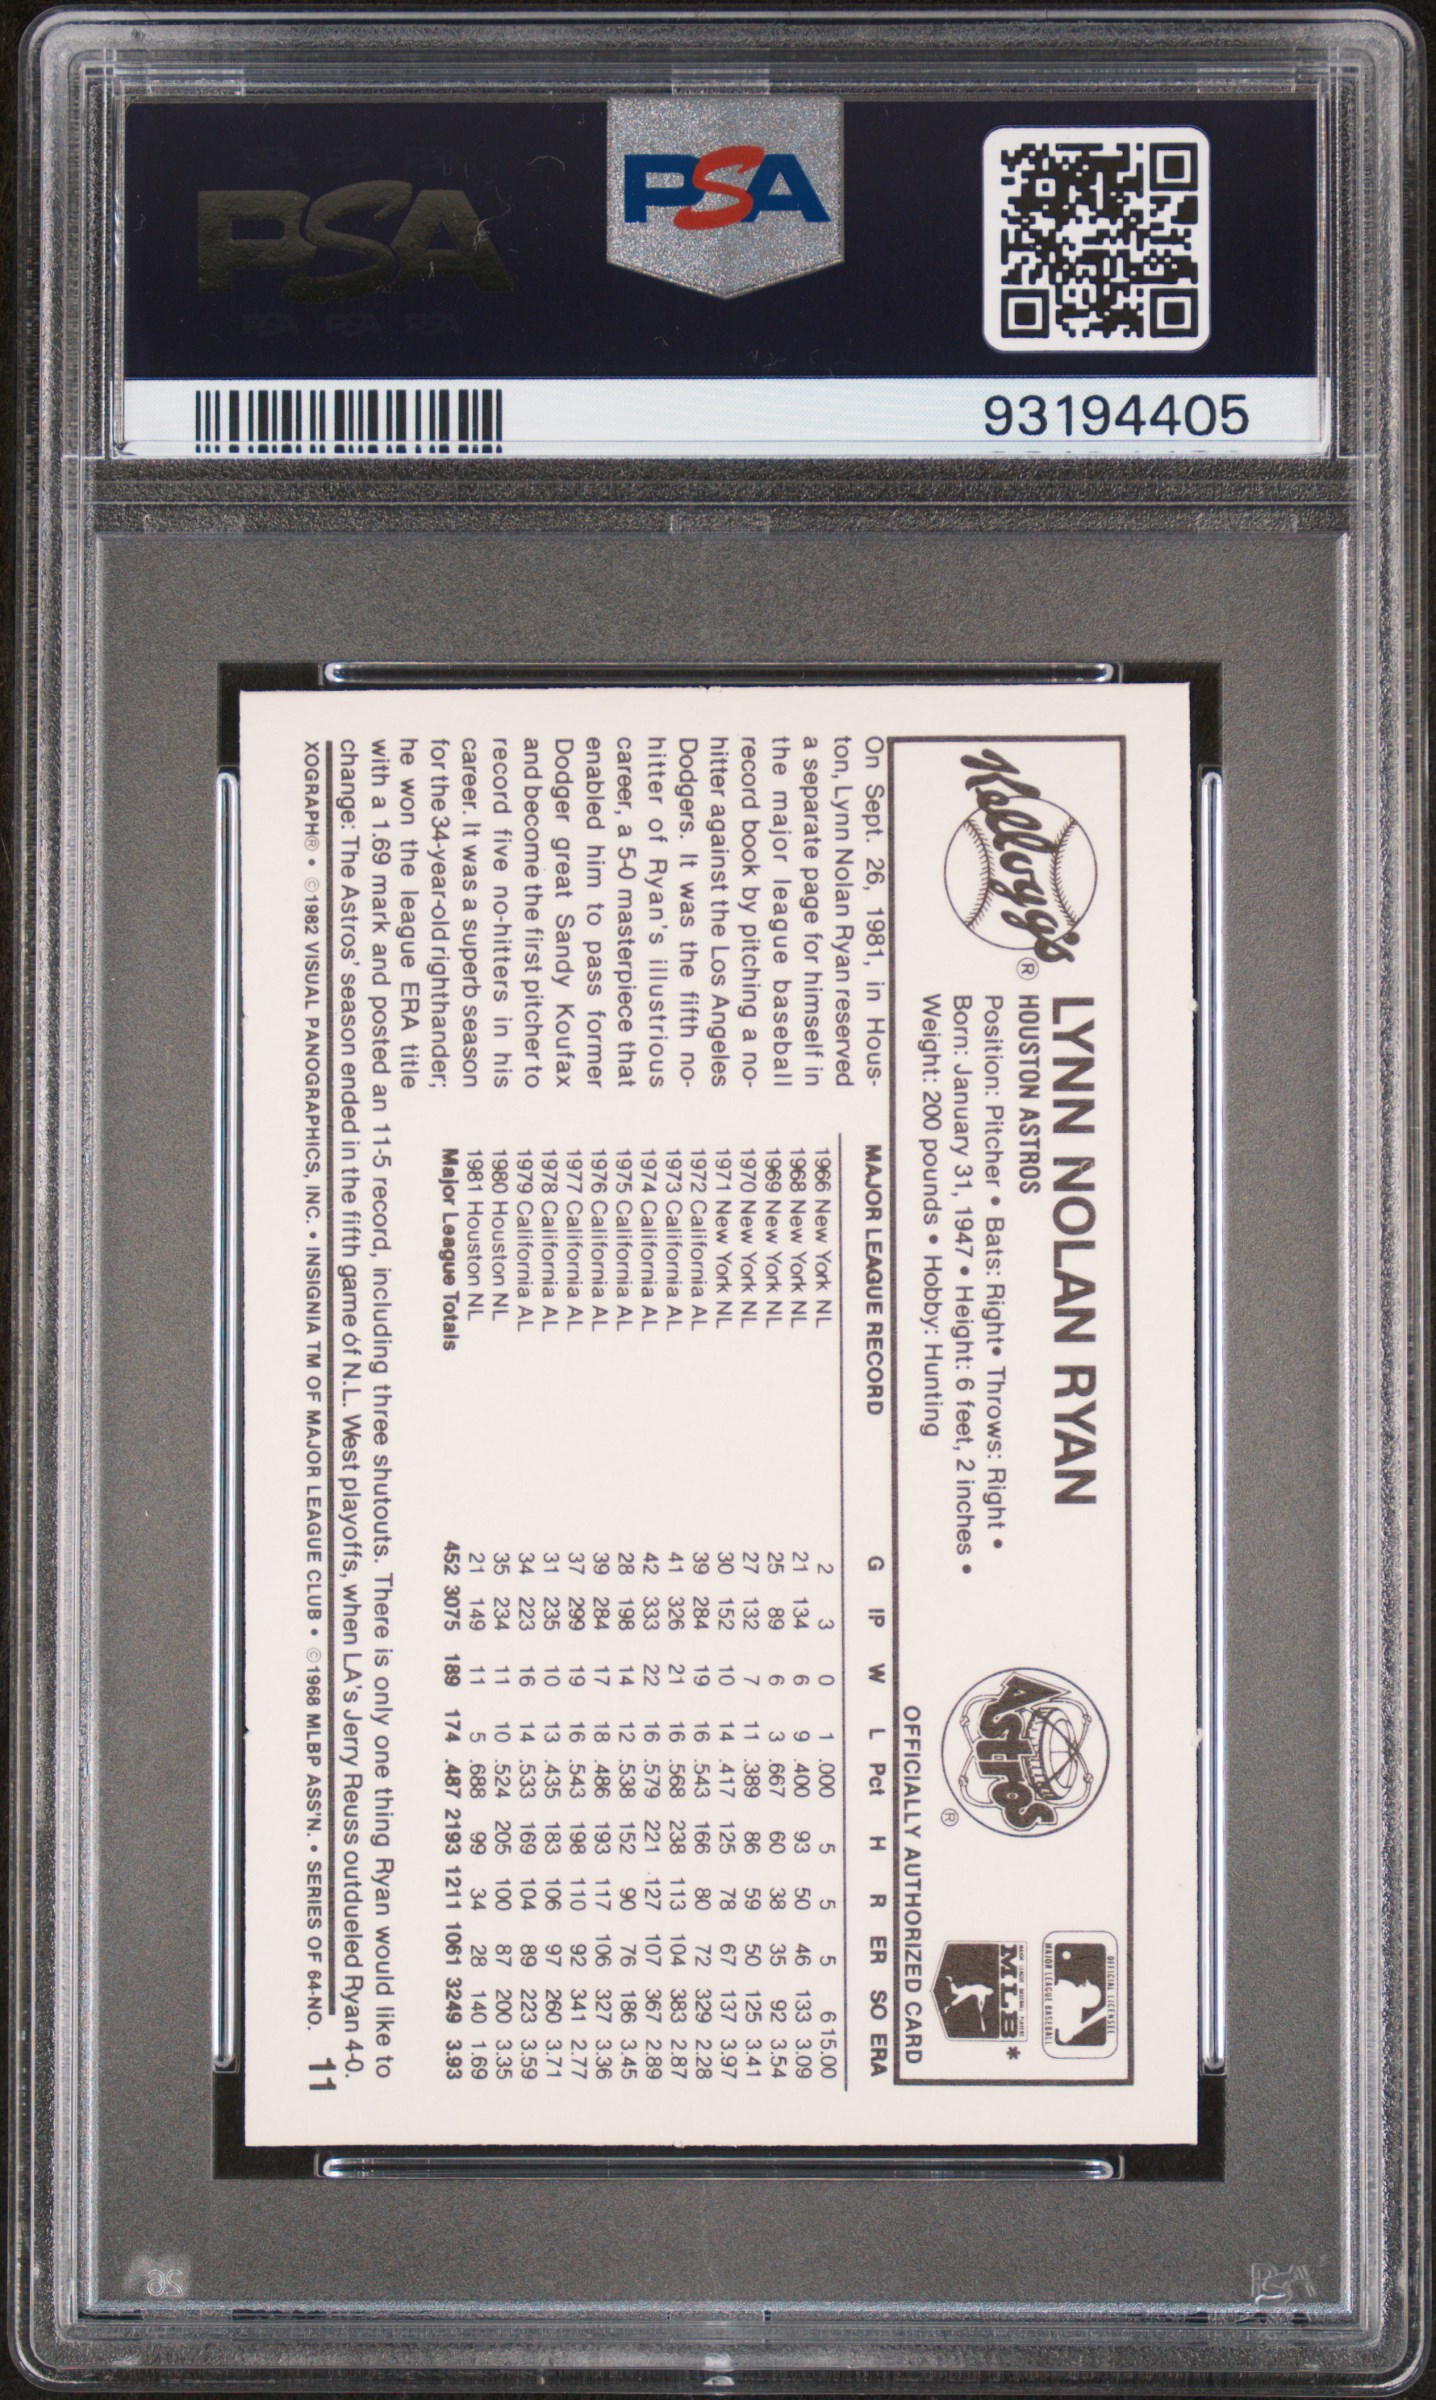 PSA
PSA
93194405
Kellogg's®
LYNN NOLAN RYAN
HOUSTON ASTROS
Position: Pitcher • Bats: Right• Throws: Right •
Born: January 31, 1947 • Height: 6 feet, 2 inches •
Weight: 200 pounds • Hobby: Hunting
Astros
®
OFFICIAL LICENSEE
MAJOR LEAGUE BASEBALL
MLB*
OFFICIALLY AUTHORIZED CARD
On Sept. 26, 1981, in Hous-
ton, Lynn Nolan Ryan reserved
a separate page for himself in
the major league baseball
record book by pitching a no-
hitter against the Los Angeles
Dodgers. It was the fifth no-
hitter of Ryan's illustrious
career, a 5-0 masterpiece that
enabled him to pass former
Dodger great Sandy Koufax
and become the first pitcher to
record five no-hitters in his
career. It was a superb season
for the 34-year-old righthander;
he won the league ERA title
with a 1.69 mark and posted an 11-5 record, including three shutouts. There is only one thing Ryan would like to
change: The Astros' season ended in the fifth game of N.L. West playoffs, when LA's Jerry Reuss outdueled Ryan 4-0.
MAJOR LEAGUE RECORD G IP W L Pct H R ER SO ERA
1966 New York NL 2 3 0 1 .000 5 5 5 6 15.00
1968 New York NL 21 134 6 9 .400 93 50 46 133 3.09
1969 New York NL 25 89 6 3 .667 60 38 35 92 3.54
1970 New York NL 27 132 7 11 .389 86 59 50 125 3.41
1971 New York NL 30 152 10 14 .417 125 78 67 137 3.97
1972 California AL 39 284 19 16 .543 166 80 72 329 2.28
1973 California AL 41 326 21 16 .568 238 113 104 383 2.87
1974 California AL 42 333 22 16 .579 221 127 107 367 2.89
1975 California AL 28 198 14 12 .538 152 90 76 186 3.45
1976 California AL 39 284 17 18 .486 193 117 106 327 3.36
1977 California AL 37 299 19 16 .543 198 110 92 341 2.77
1978 California AL 31 235 10 13 .435 183 106 97 260 3.71
1979 California AL 34 223 16 14 .533 169 104 89 223 3.59
1980 Houston NL 35 234 11 10 .524 205 100 87 200 3.35
1981 Houston NL 21 149 11 5 .688 99 34 28 140 1.69
Major League Totals 452 3075 189 174 .487 2193 1211 1061 3249 3.93
XOGRAPH® • ©1982 VISUAL PANOGRAPHICS, INC. • INSIGNIA TM OF MAJOR LEAGUE CLUB • ©1968 MLBP ASS'N. • SERIES OF 64-NO. 11
PSA